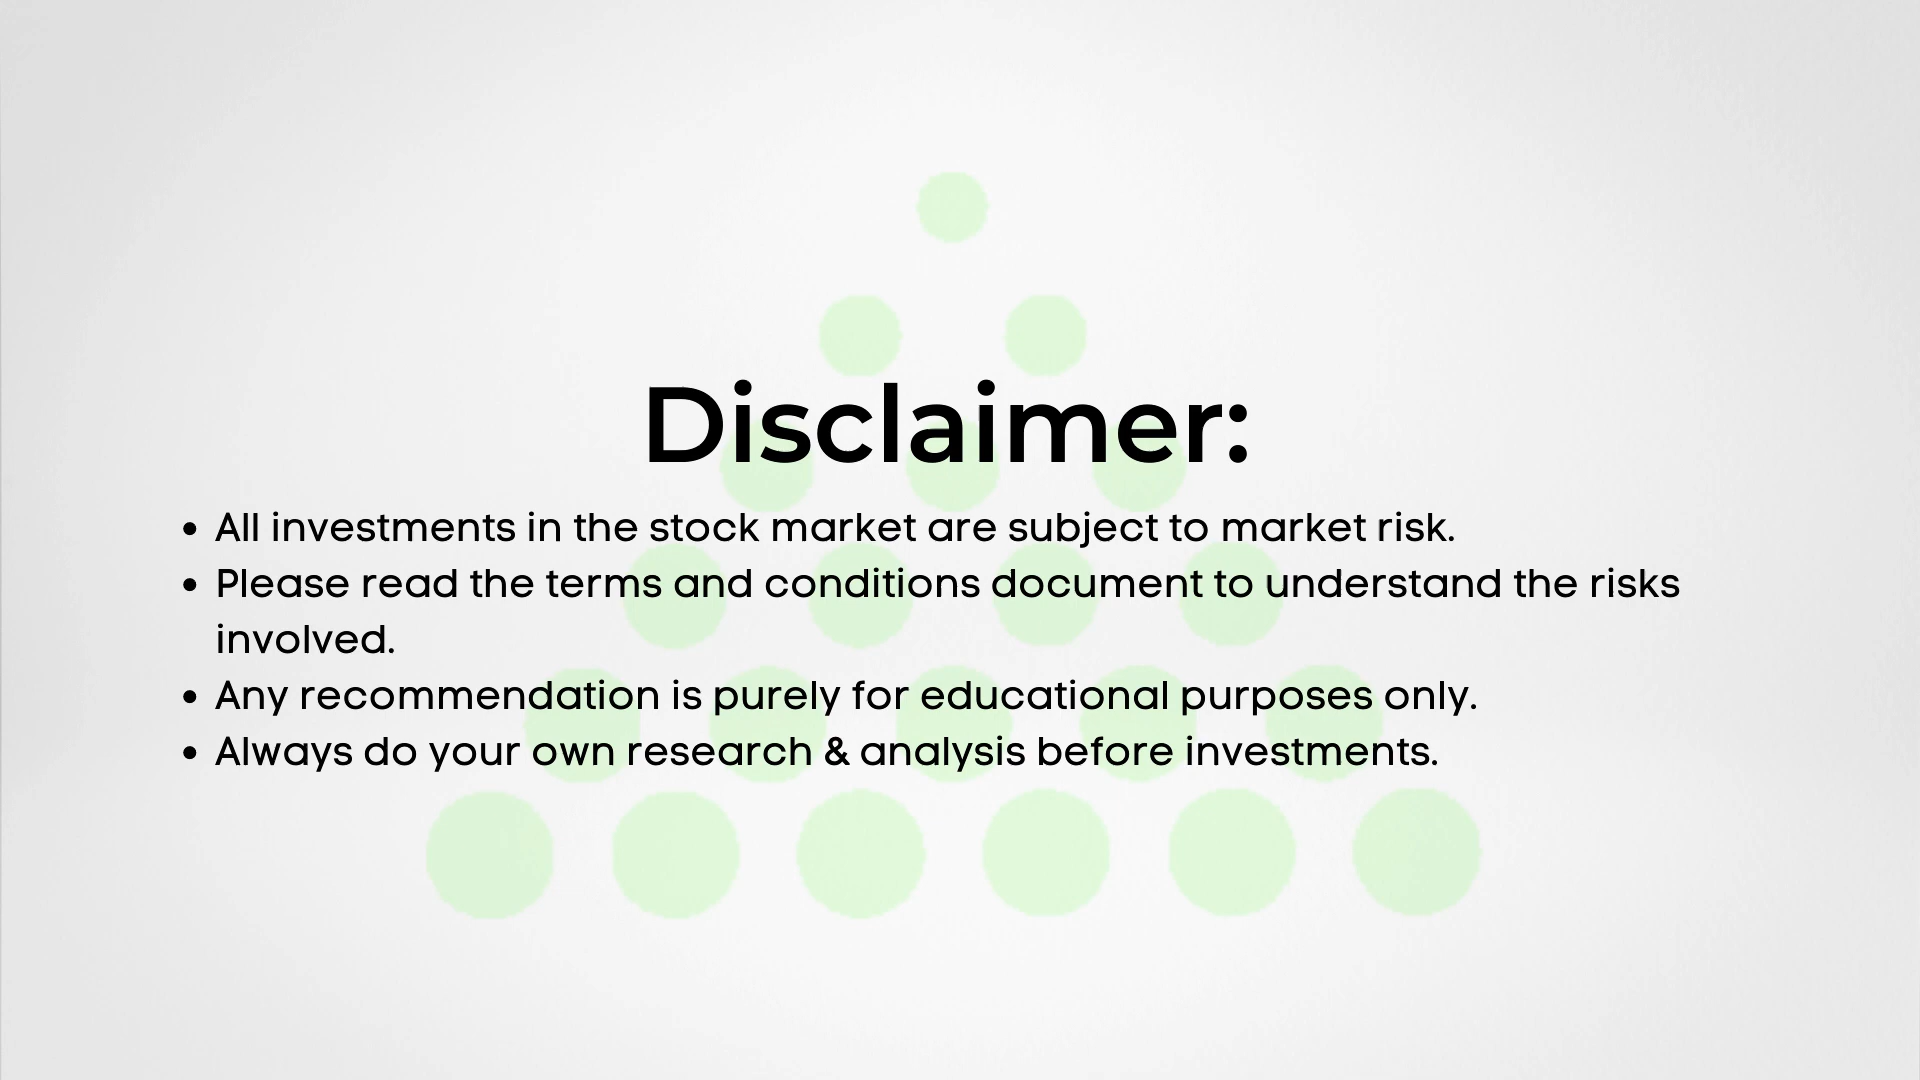 Disclaimer:
• All investments in the stock market are subject to market risk.
• Please read the terms and conditions document to understand the risks
involved.
• Any recommendation is purely for educational purposes only.
• Always do your own research & analysis before investments.